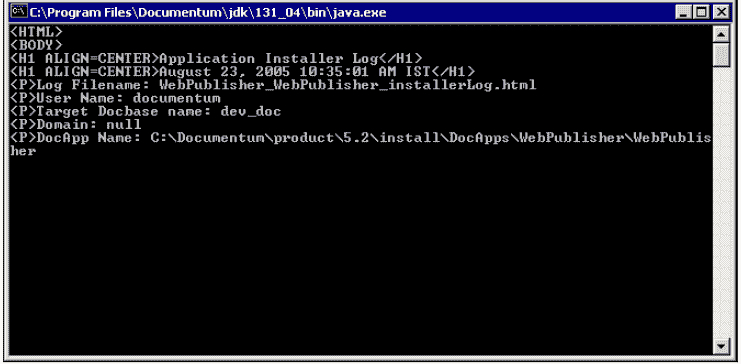 C:\Program Files\Documentum\jdk\131_04\bin\java.exe
<HTML>
<BODY>
<H1 ALIGN=CENTER>Application Installer Log</H1>
<H1 ALIGN=CENTER>August 23, 2005 10:35:01 AM IST</H1>
<P>Log Filename: WebPublisher_WebPublisher_installerLog.html
<P>User Name: documentum
<P>Target Docbase name: dev_doc
<P>Domain: null
<P>DocApp Name: C:\Documentum\product\5.2\install\DocApps\WebPublisher\WebPublis
her